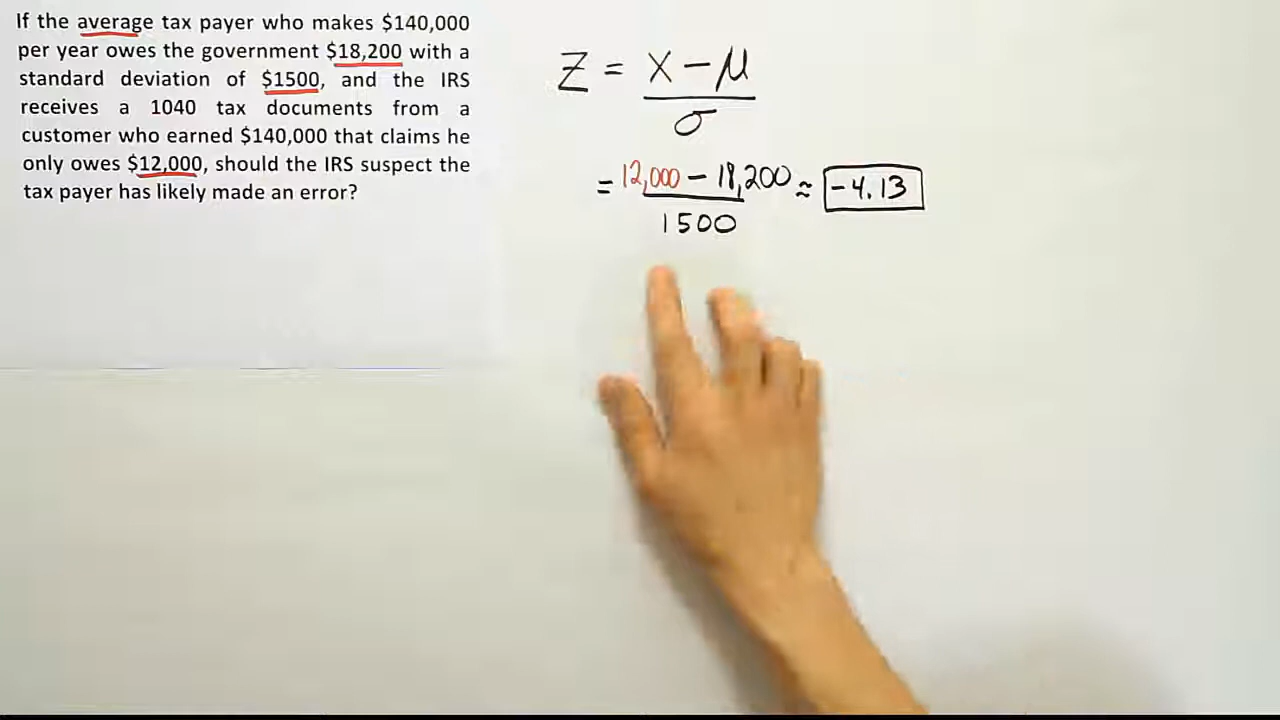 If the average tax payer who makes $140,000
per year owes the government $18,200 with a
standard deviation of $1500, and the IRS
receives a 1040 tax documents from a
customer who earned $140,000 that claims he
only owes $12,000, should the IRS suspect the
tax payer has likely made an error?
Z = X - μ
σ
= 12,000 - 18,200 ≈ -4.13
1500